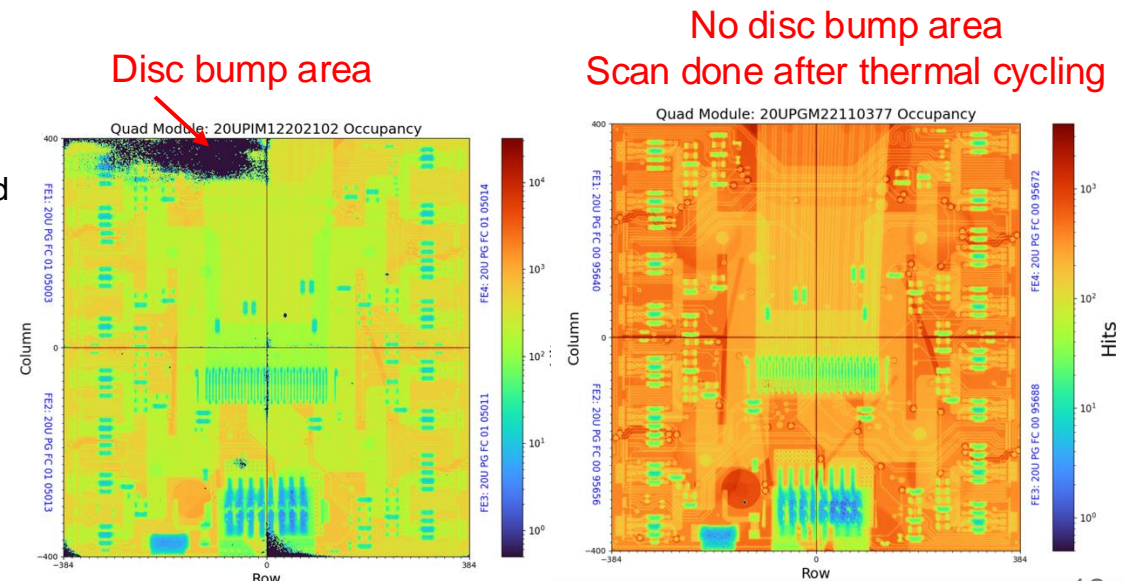 Disc bump area
No disc bump area
Scan done after thermal cycling
d
Quad Module: 20UPIM12202102 Occupancy
400
0
−400
−384
0
384
Column
Row
FE1: 20U PG FC 01 05003
FE2: 20U PG FC 01 05013
FE4: 20U PG FC 01 05014
FE3: 20U PG FC 01 05011
10⁴
10³
10²
10¹
10⁰
Quad Module: 20UPGM22110377 Occupancy
400
0
−400
−384
0
384
Column
Row
FE1: 20U PG FC 00 95640
FE2: 20U PG FC 00 95656
FE4: 20U PG FC 00 95672
FE3: 20U PG FC 00 95688
10³
10²
10¹
10⁰
Hits